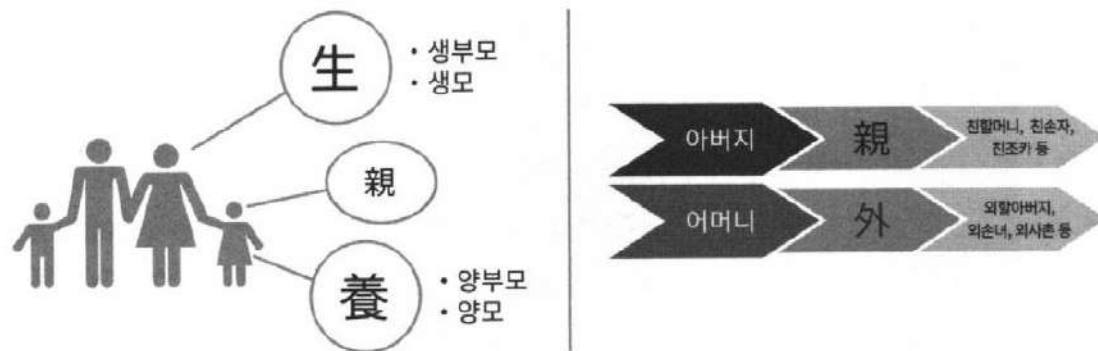 生
· 생부모
· 생모
親
養
· 양부모
· 양모
아버지
親
친할머니, 친손자,
친조카 등
어머니
外
외할아버지,
외손녀, 외사촌 등